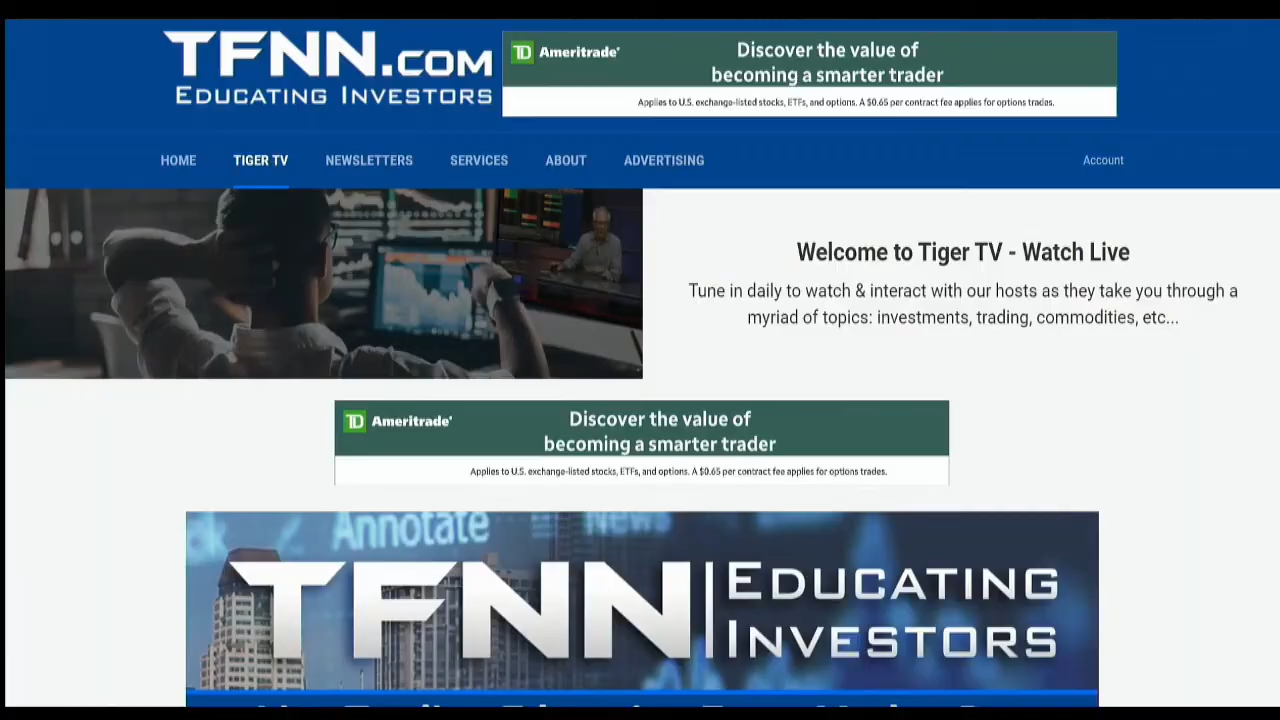 TFNN.COM
EDUCATING INVESTORS
TD Ameritrade
Discover the value of
becoming a smarter trader
Applies to U.S. exchange-listed stocks, ETFs, and options. A $0.65 per contract fee applies for options trades.
HOME TIGER TV NEWSLETTERS SERVICES ABOUT ADVERTISING Account
Welcome to Tiger TV - Watch Live
Tune in daily to watch & interact with our hosts as they take you through a
myriad of topics: investments, trading, commodities, etc...
TD Ameritrade
Discover the value of
becoming a smarter trader
Applies to U.S. exchange-listed stocks, ETFs, and options. A $0.65 per contract fee applies for options trades.
Annotate News
TFNN EDUCATING
INVESTORS